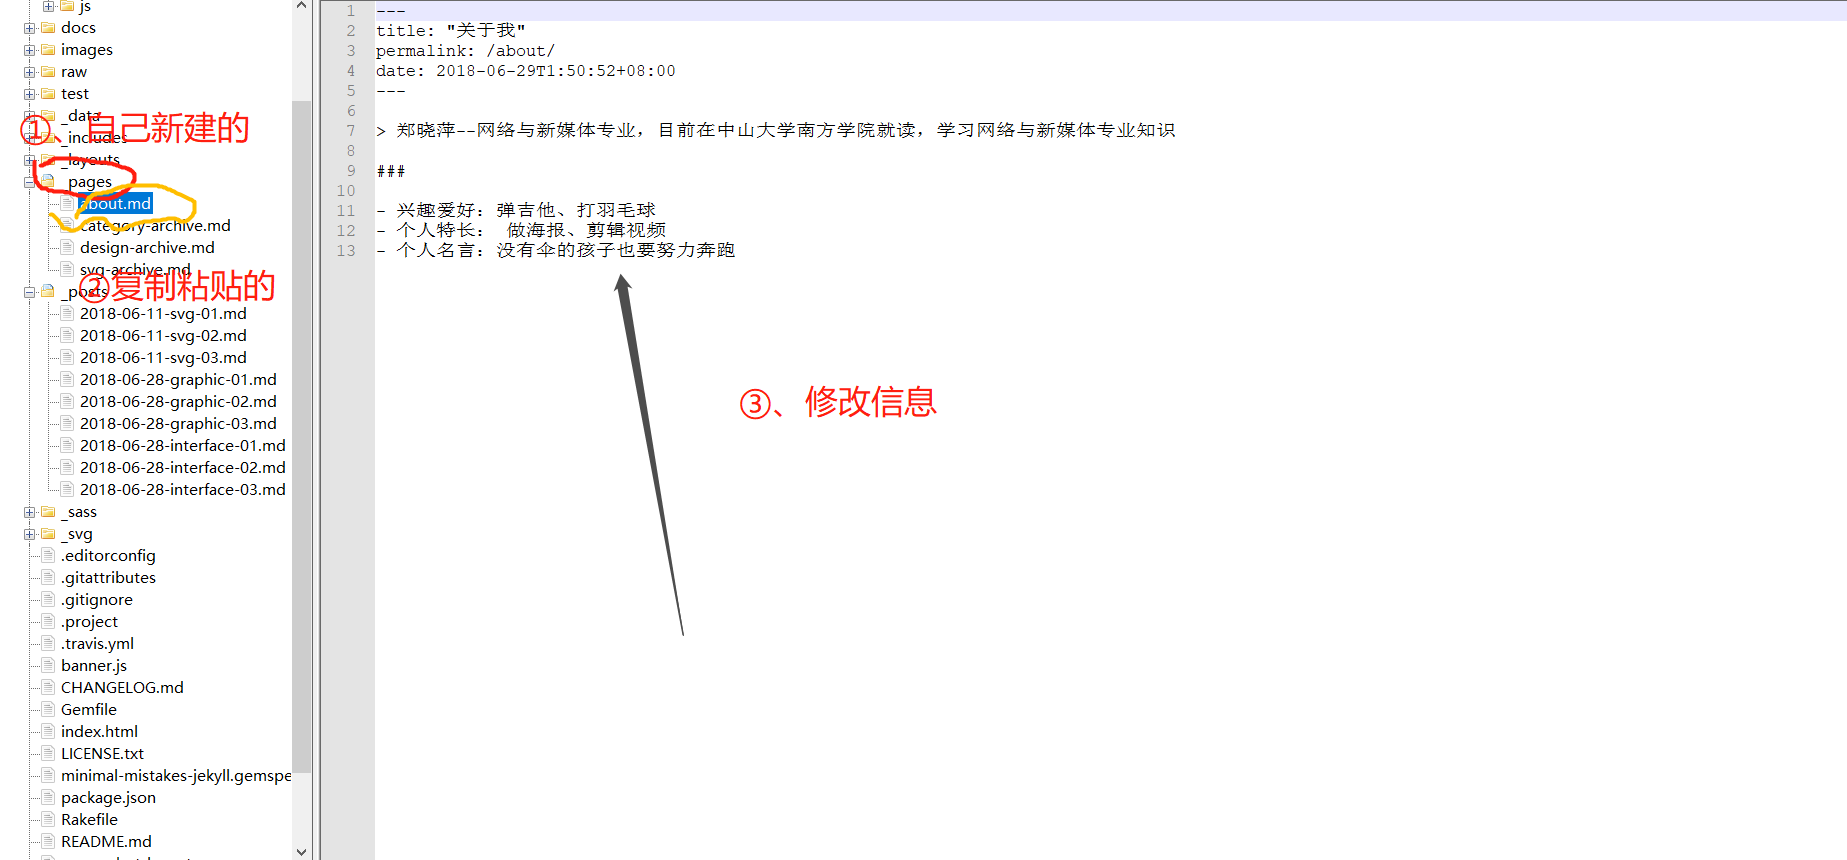 js
docs
images
raw
test
_data
①、自己新建的
_includes
_layouts
_pages
about.md
category-archive.md
design-archive.md
svg-archive.md
②复制粘贴的
_posts
2018-06-11-svg-01.md
2018-06-11-svg-02.md
2018-06-11-svg-03.md
2018-06-28-graphic-01.md
2018-06-28-graphic-02.md
2018-06-28-graphic-03.md
2018-06-28-interface-01.md
2018-06-28-interface-02.md
2018-06-28-interface-03.md
_sass
_svg
.editorconfig
.gitattributes
.gitignore
.project
.travis.yml
banner.js
CHANGELOG.md
Gemfile
index.html
LICENSE.txt
minimal-mistakes-jekyll.gemspe
package.json
Rakefile
README.md
1 ---
2 title: "关于我"
3 permalink: /about/
4 date: 2018-06-29T1:50:52+08:00
5 ---
6
7 > 郑晓萍--网络与新媒体专业，目前在中山大学南方学院就读，学习网络与新媒体专业知识
8
9 ###
10
11 - 兴趣爱好：弹吉他、打羽毛球
12 - 个人特长： 做海报、剪辑视频
13 - 个人名言：没有伞的孩子也要努力奔跑
③、修改信息